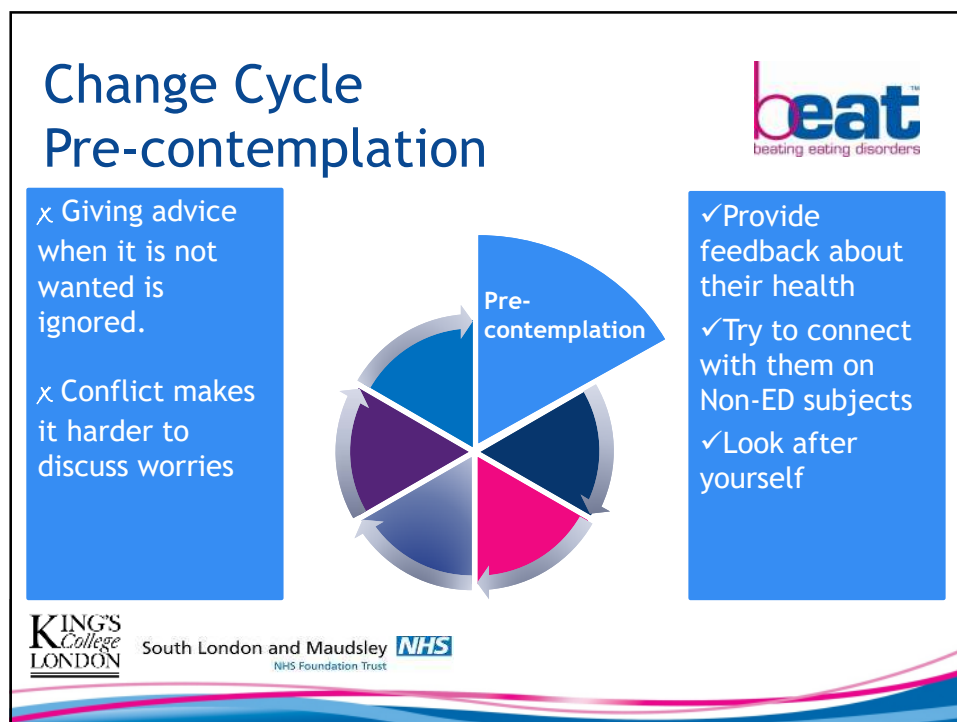 Change Cycle
Pre-contemplation
beat™
beating eating disorders
x Giving advice
when it is not
wanted is
ignored.
x Conflict makes
it harder to
discuss worries
Pre-
contemplation
✓Provide
feedback about
their health
✓Try to connect
with them on
Non-ED subjects
✓Look after
yourself
KING'S
College
LONDON
South London and Maudsley NHS
NHS Foundation Trust